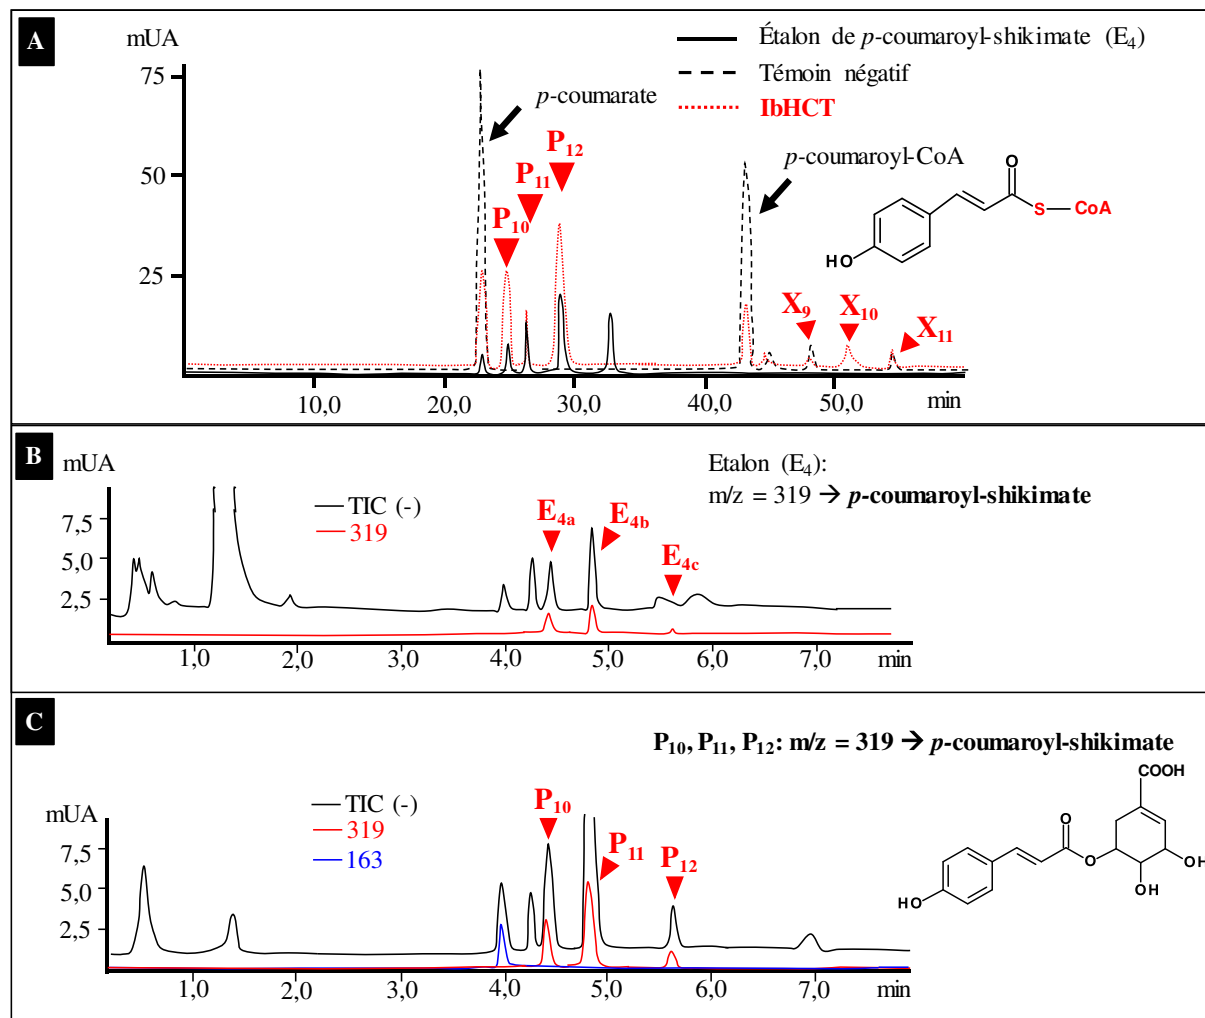 A
mUA
75
50
25
10,0 20,0 30,0 40,0 50,0 min
Étalon de p-coumaroyl-shikimate (E4)
Témoin négatif
IbHCT
p-coumarate
P10
P11
P12
p-coumaroyl-CoA
O
S CoA
HO
X9
X10
X11
B
mUA
7,5
5,0
2,5
1,0 2,0 3,0 4,0 5,0 6,0 7,0 min
TIC (-)
319
E4a
E4b
E4c
Etalon (E4):
m/z = 319 → p-coumaroyl-shikimate
C
P10, P11, P12: m/z = 319 → p-coumaroyl-shikimate
mUA
7,5
5,0
2,5
1,0 2,0 3,0 4,0 5,0 6,0 7,0 min
TIC (-)
319
163
P10
P11
P12
COOH
O
O
OH
OH
HO